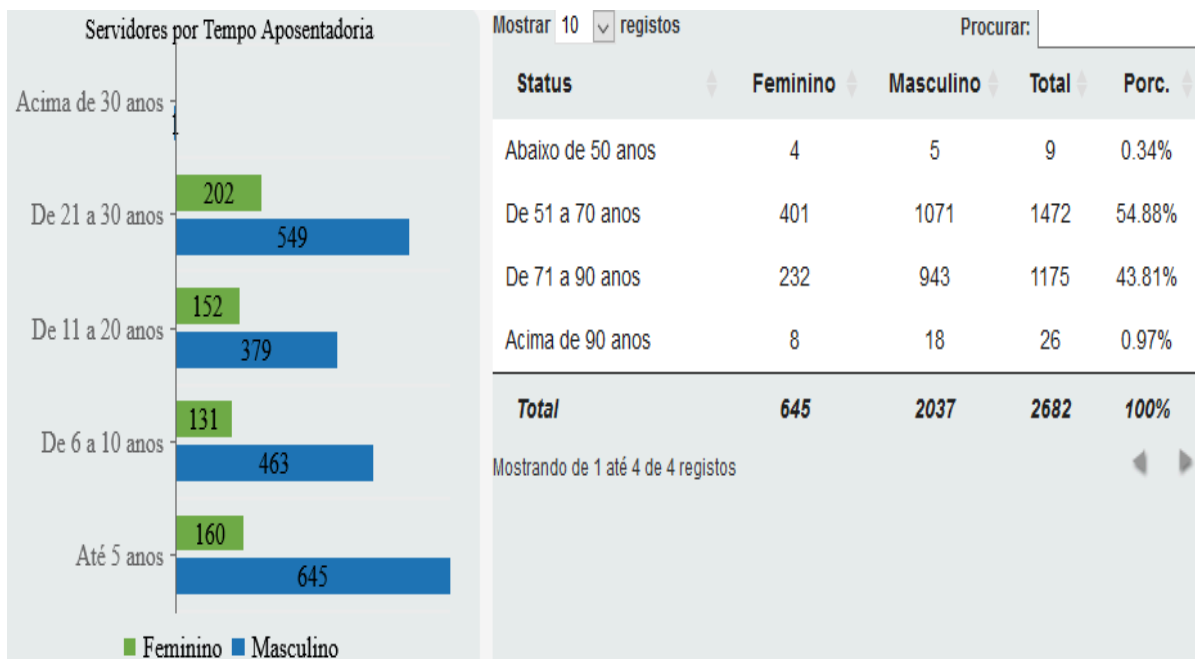 Servidores por Tempo Aposentadoria
Acima de 30 anos
1
De 21 a 30 anos
202
549
De 11 a 20 anos
152
379
De 6 a 10 anos
131
463
Até 5 anos
160
645
Feminino Masculino
Mostrar 10 registos Procurar:
Status Feminino Masculino Total Porc.
Abaixo de 50 anos 4 5 9 0.34%
De 51 a 70 anos 401 1071 1472 54.88%
De 71 a 90 anos 232 943 1175 43.81%
Acima de 90 anos 8 18 26 0.97%
Total 645 2037 2682 100%
Mostrando de 1 até 4 de 4 registos